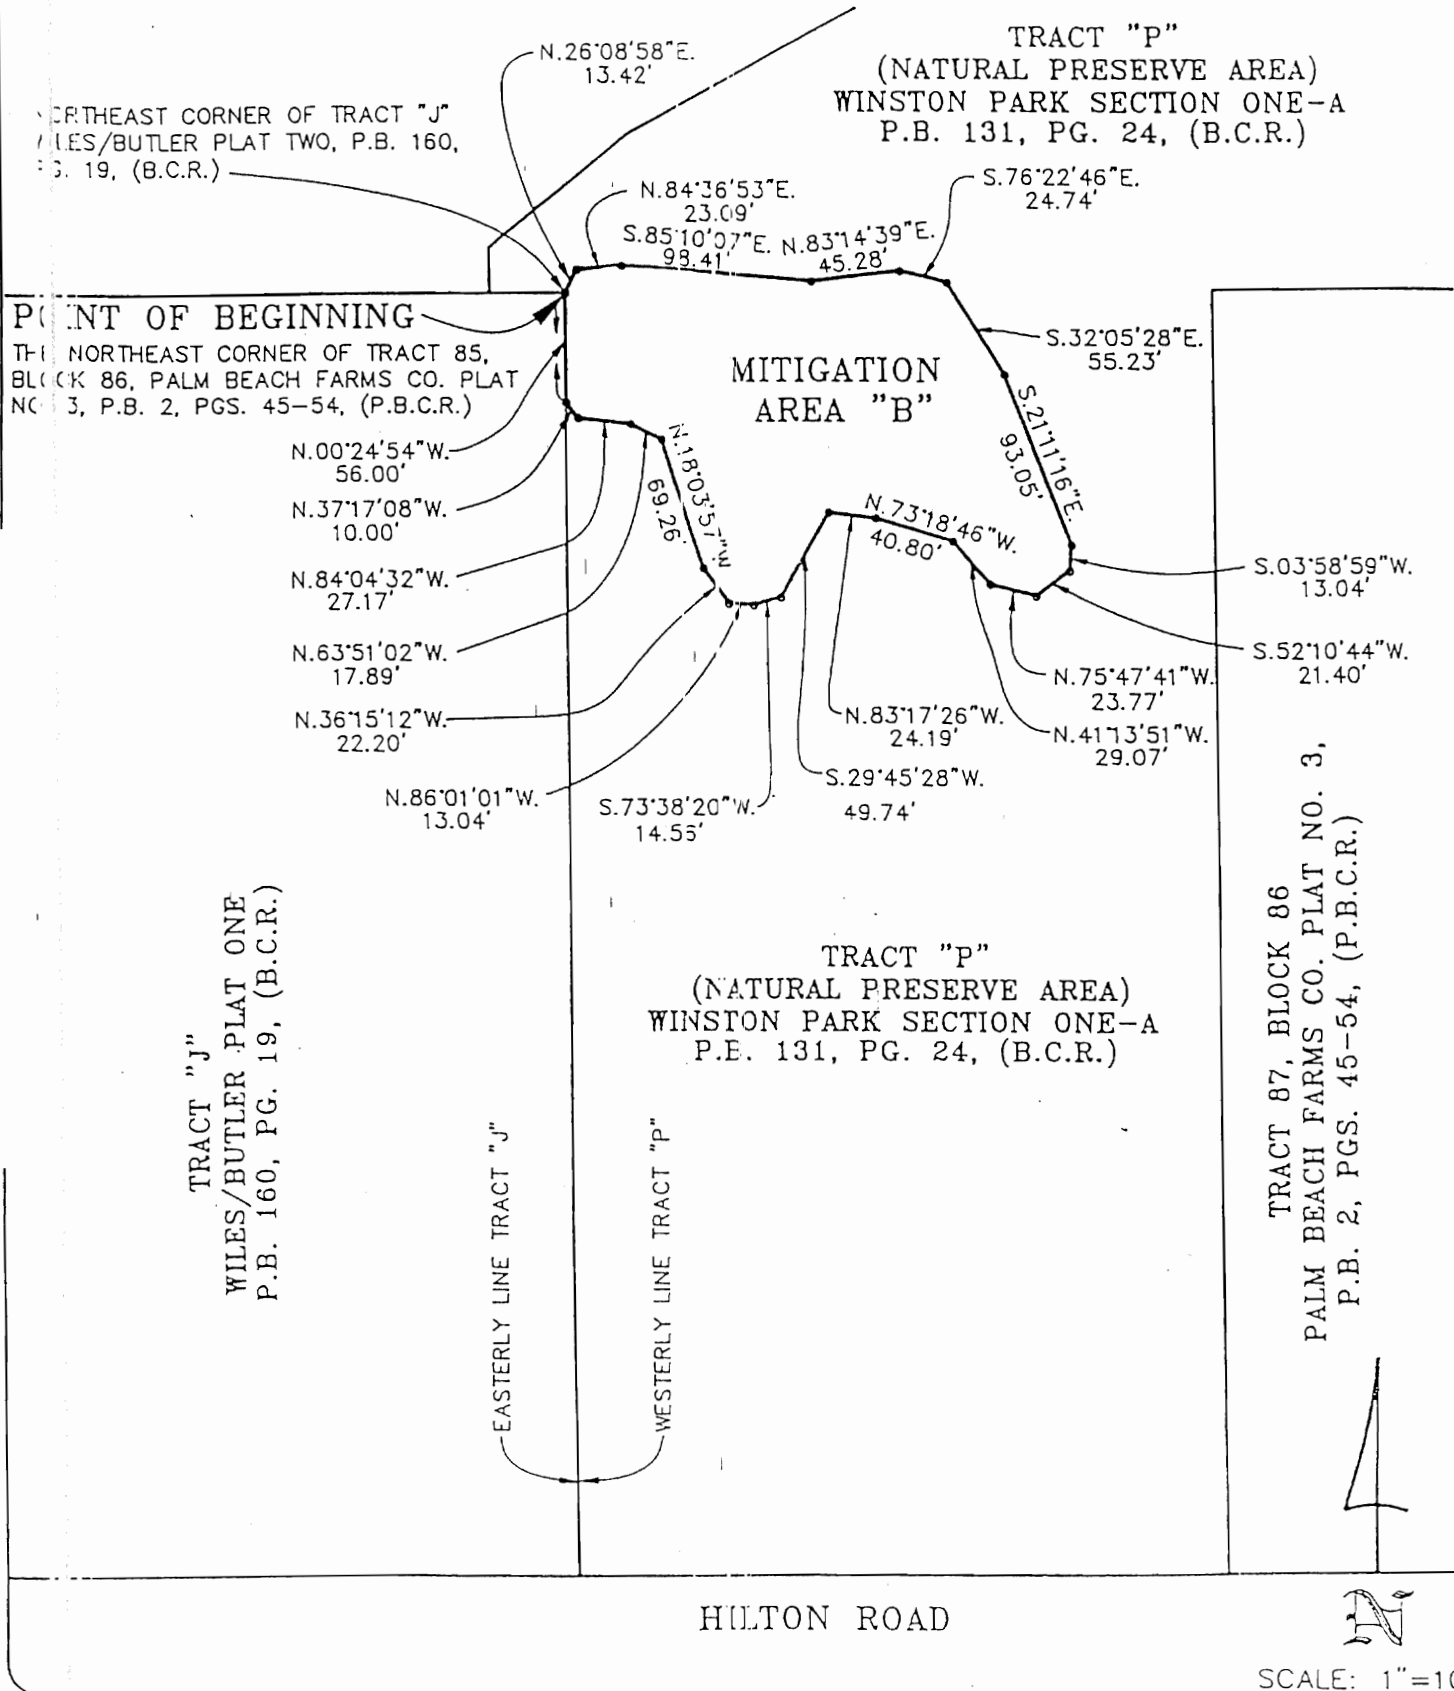 N.26°08'58"E.
13.42'
TRACT "P"
(NATURAL PRESERVE AREA)
WINSTON PARK SECTION ONE-A
P.B. 131, PG. 24, (B.C.R.)
CORNER OF TRACT "J"
PLAT TWO, P.B. 160,
19, (B.C.R.)
N.84°36'53"E.
23.09'
S.76°22'46"E.
24.74'
S.85°10'07"E.
98.41'
N.83°14'39"E.
45.28'
OF BEGINNING
NORTHEAST CORNER OF TRACT 85,
86, PALM BEACH FARMS CO. PLAT
3, P.B. 2, PGS. 45-54, (P.B.C.R.)
MITIGATION
AREA "B"
S.32°05'28"E.
55.23'
S.21°11'16"E.
93.05'
N.00°24'54"W.
56.00'
N.37°17'08"W.
10.00'
N.84°04'32"W.
27.17'
N.63°51'02"W.
17.89'
N.36°15'12"W.
22.20'
N.86°01'01"W.
13.04'
N.18°03'57"W
69.26'
N.73°18'46"W.
40.80'
S.03°58'59"W.
13.04'
S.52°10'44"W.
21.40'
N.75°47'41"W.
23.77'
N.83°17'26"W.
24.19'
N.41°13'51"W.
29.07'
S.29°45'28"W.
49.74'
S.73°38'20"W.
TRACT "J"
WILES/BUTLER PLAT ONE
P.B. 160, PG. 19, (B.C.R.)
TRACT "P"
(NATURAL PRESERVE AREA)
WINSTON PARK SECTION ONE-A
P.B. 131, PG. 24, (B.C.R.)
TRACT 87, BLOCK 86
PALM BEACH FARMS CO. PLAT NO. 3,
P.B. 2, PGS. 45-54, (P.B.C.R.)
EASTERLY LINE TRACT "J"
WESTERLY LINE TRACT "P"
HILTON ROAD
N
SCALE: 1"=10